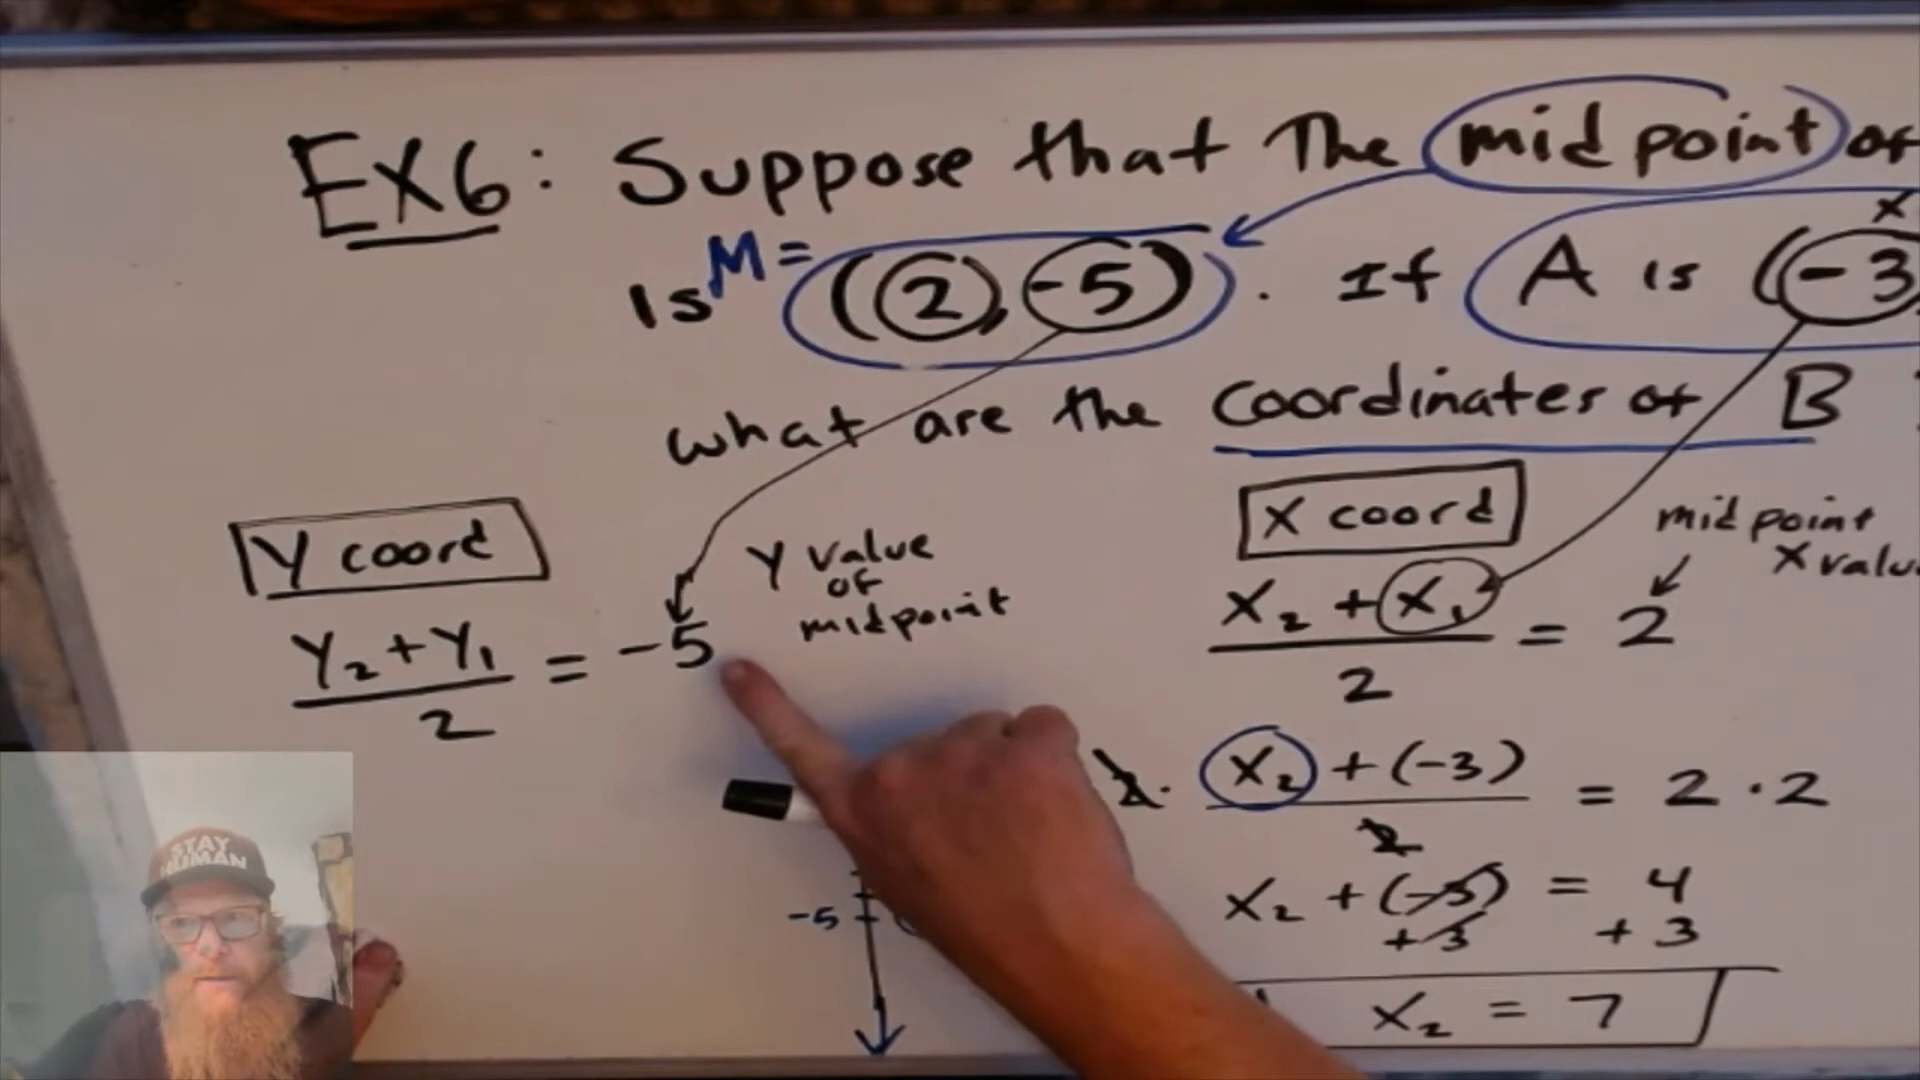 EX6: Suppose that The midpoint of
Is M= (2, -5). If A is (-3
X
what are the coordinates of B
Y coord
Y₂ + Y₁ / 2 = -5
Y value
of
midpoint
X coord
X₂ + X₁ / 2 = 2
midpoint
X valu
2. X₂ + (-3) / 2 = 2 · 2
X₂ + (-3) = 4
+3 +3
X₂ = 7
-5
STAY
HUMAN